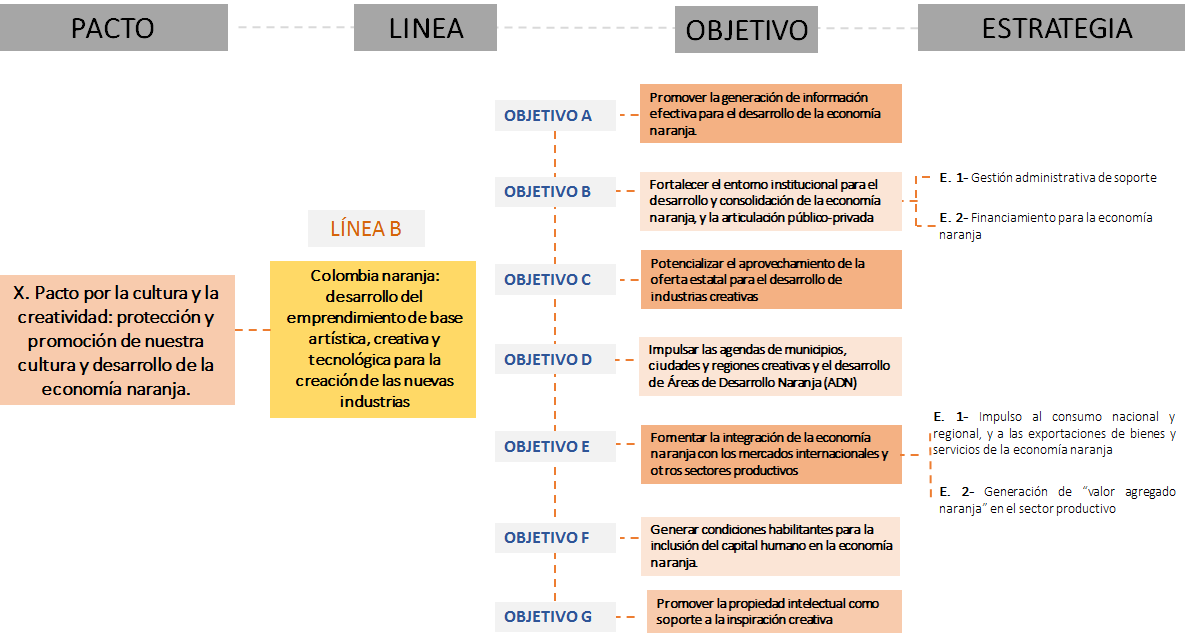 PACTO
LINEA
OBJETIVO
ESTRATEGIA
X. Pacto por la cultura y la
creatividad: protección y
promoción de nuestra
cultura y desarrollo de la
economía naranja.
LÍNEA B
Colombia naranja:
desarrollo del
emprendimiento de base
artística, creativa y
tecnológica para la
creación de las nuevas
industrias
OBJETIVO A
Promover la generación de información
efectiva para el desarrollo de la economía
naranja.
OBJETIVO B
Fortalecer el entorno institucional para el
desarrollo y consolidación de la economía
naranja, y la articulación público-privada
E. 1- Gestión administrativa de soporte
E. 2- Financiamiento para la economía
naranja
OBJETIVO C
Potencializar el aprovechamiento de la
oferta estatal para el desarrollo de
industrias creativas
OBJETIVO D
Impulsar las agendas de municipios,
ciudades y regiones creativas y el desarrollo
de Áreas de Desarrollo Naranja (ADN)
OBJETIVO E
Fomentar la integración de la economía
naranja con los mercados internacionales y
otros sectores productivos
E. 1- Impulso al consumo nacional y
regional, y a las exportaciones de bienes y
servicios de la economía naranja
E. 2- Generación de “valor agregado
naranja” en el sector productivo
OBJETIVO F
Generar condiciones habilitantes para la
inclusión del capital humano en la economía
naranja.
OBJETIVO G
Promover la propiedad intelectual como
soporte a la inspiración creativa